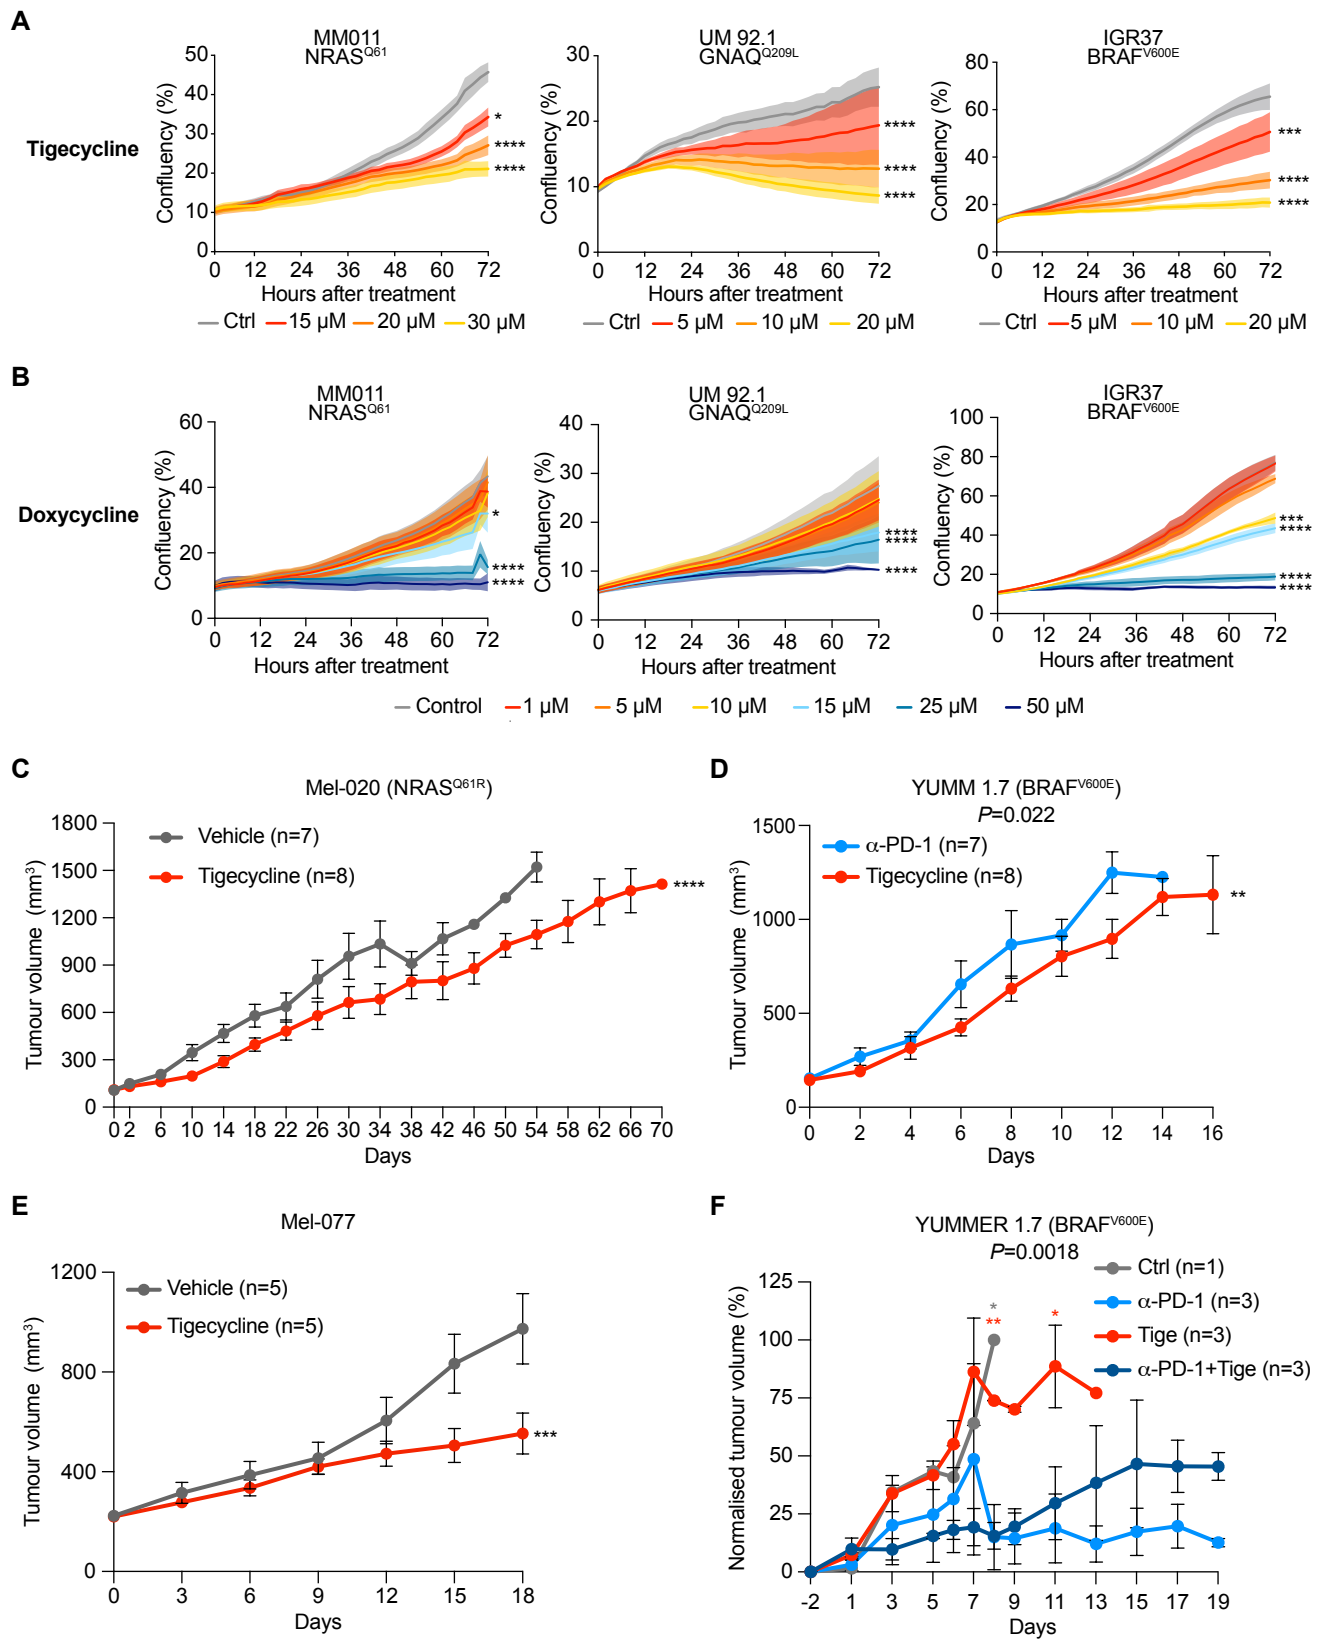 A
MM011
NRASQ61
UM 92.1
GNAQQ209L
IGR37
BRAFV600E
Tigecycline
Confluency (%)
50
40
30
20
10
0
*
****
****
0 12 24 36 48 60 72
Hours after treatment
Ctrl 15 µM 20 µM 30 µM
Confluency (%)
30
20
10
0
****
****
****
0 12 24 36 48 60 72
Hours after treatment
Ctrl 5 µM 10 µM 20 µM
Confluency (%)
80
60
40
20
0
***
****
****
0 12 24 36 48 60 72
Hours after treatment
Ctrl 5 µM 10 µM 20 µM
B
MM011
NRASQ61
UM 92.1
GNAQQ209L
IGR37
BRAFV600E
Doxycycline
Confluency (%)
60
40
20
0
*
****
****
0 12 24 36 48 60 72
Hours after treatment
Confluency (%)
40
30
20
10
0
****
****
****
0 12 24 36 48 60 72
Hours after treatment
Confluency (%)
100
80
60
40
20
0
***
****
****
****
0 12 24 36 48 60 72
Hours after treatment
Control 1 µM 5 µM 10 µM 15 µM 25 µM 50 µM
C
Mel-020 (NRASQ61R)
Vehicle (n=7)
Tigecycline (n=8)
Tumour volume (mm3)
1800
1500
1200
900
600
300
0
****
0 2 6 10 14 18 22 26 30 34 38 42 46 50 54 58 62 66 70
Days
D
YUMM 1.7 (BRAFV600E)
P=0.022
α-PD-1 (n=7)
Tigecycline (n=8)
Tumour volume (mm3)
1500
1000
500
0
**
0 2 4 6 8 10 12 14 16
Days
E
Mel-077
Vehicle (n=5)
Tigecycline (n=5)
Tumour volume (mm3)
1200
800
400
0
***
0 3 6 9 12 15 18
Days
F
YUMMER 1.7 (BRAFV600E)
P=0.0018
Ctrl (n=1)
α-PD-1 (n=3)
Tige (n=3)
α-PD-1+Tige (n=3)
Normalised tumour volume (%)
125
100
75
50
25
0
*
**
*
-2 1 3 5 7 9 11 13 15 17 19
Days